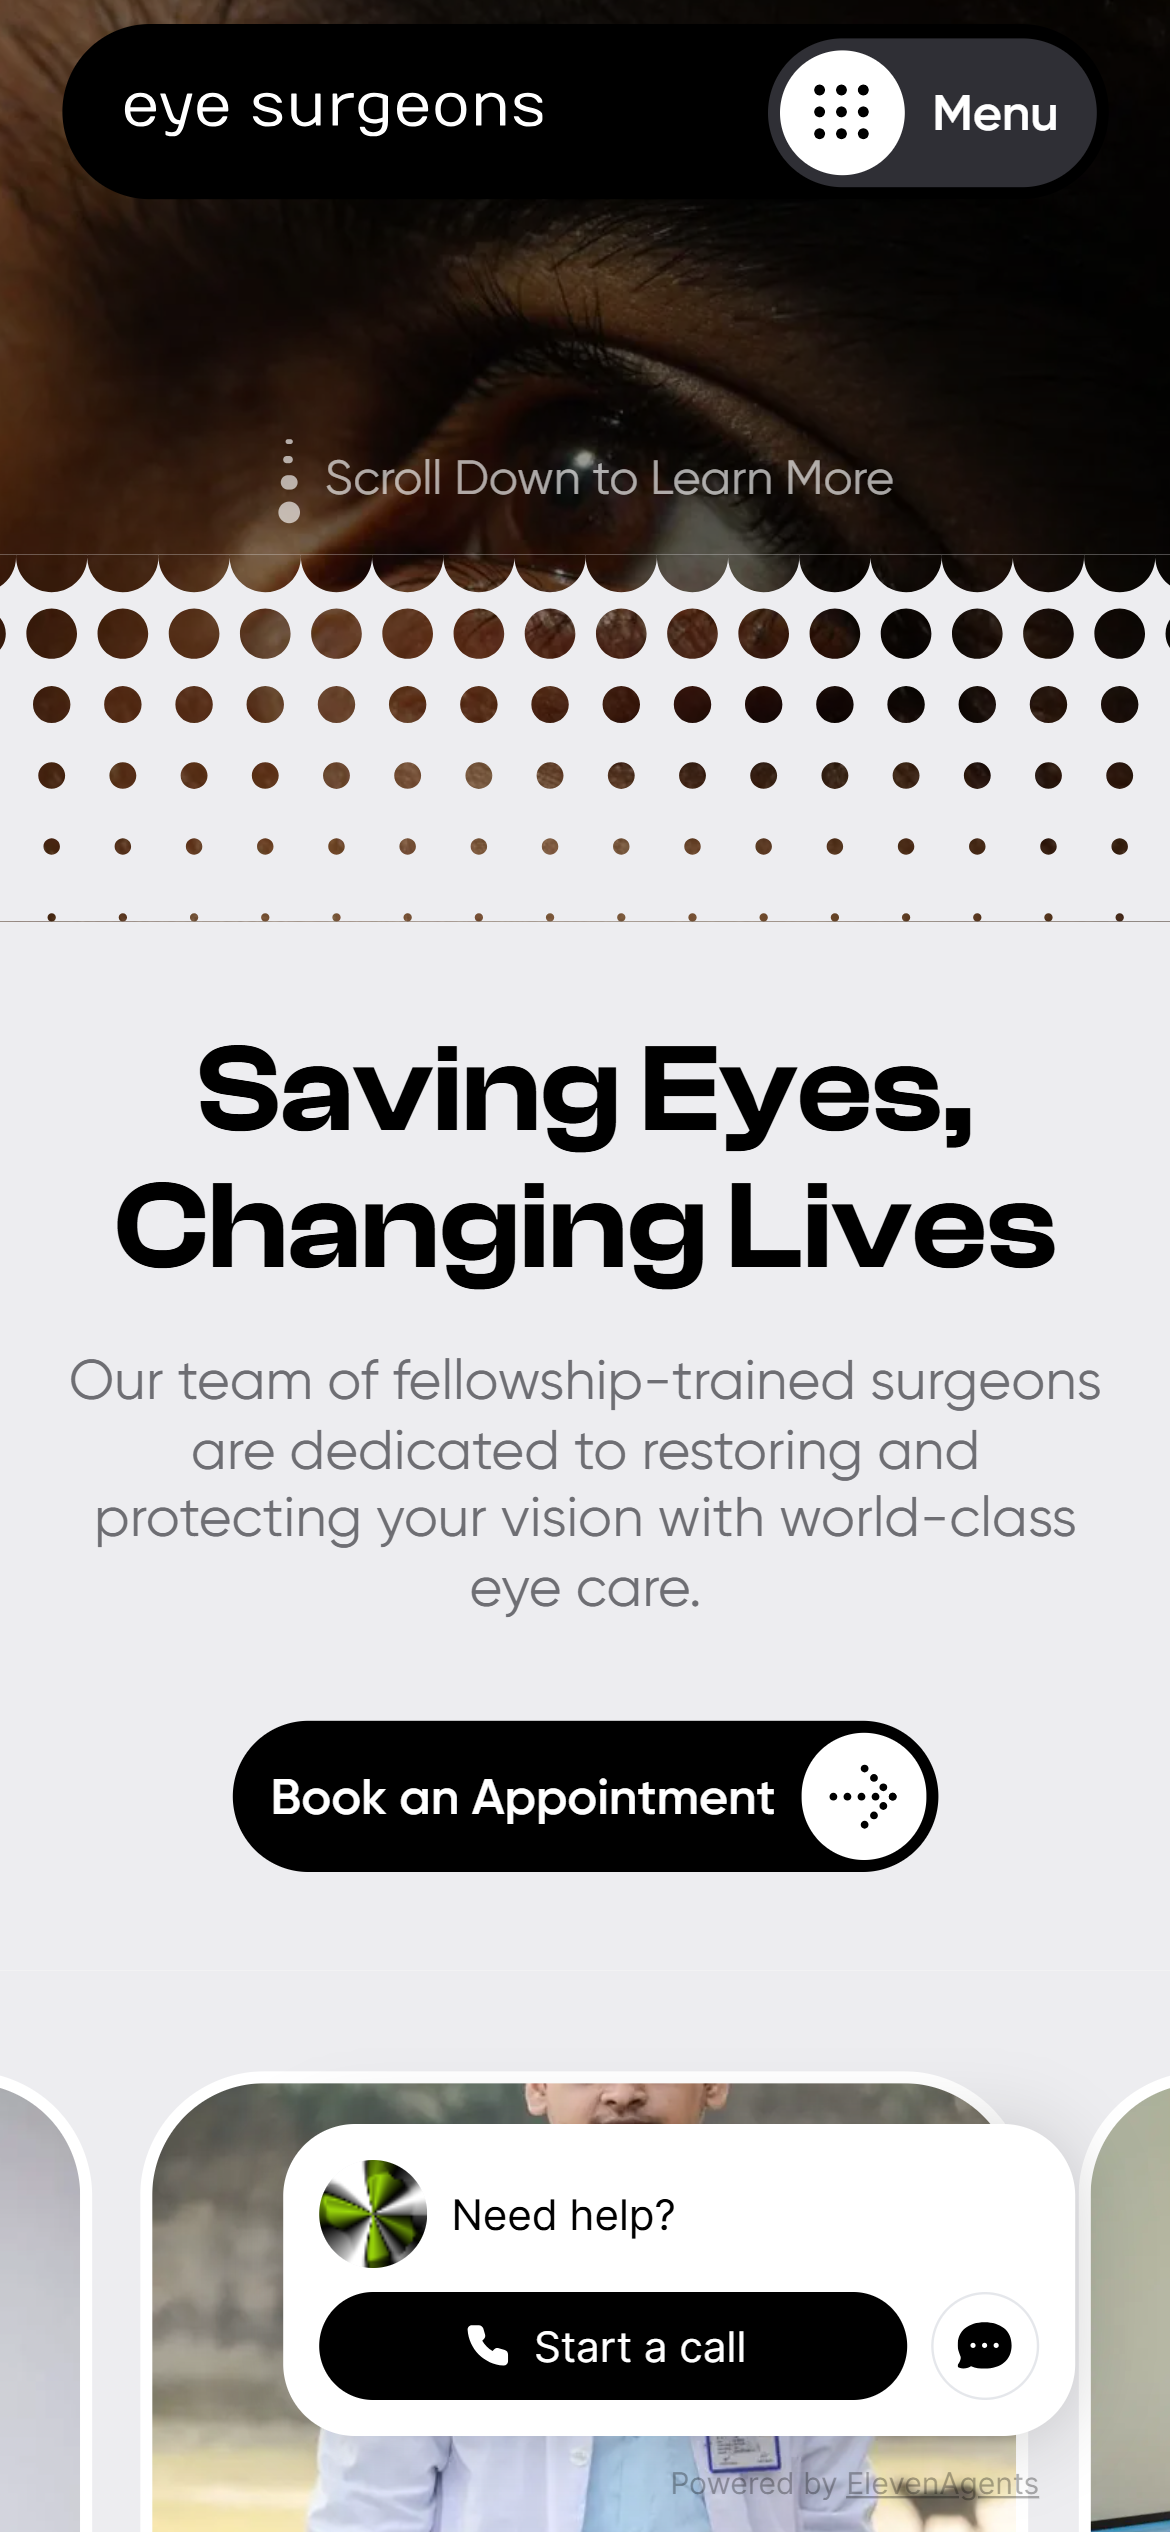 eye surgeons
Menu
Scroll Down to Learn More
Saving Eyes,
Changing Lives
Our team of fellowship-trained surgeons
are dedicated to restoring and
protecting your vision with world-class
eye care.
Book an Appointment
Need help?
Start a call
Powered by ElevenAgents